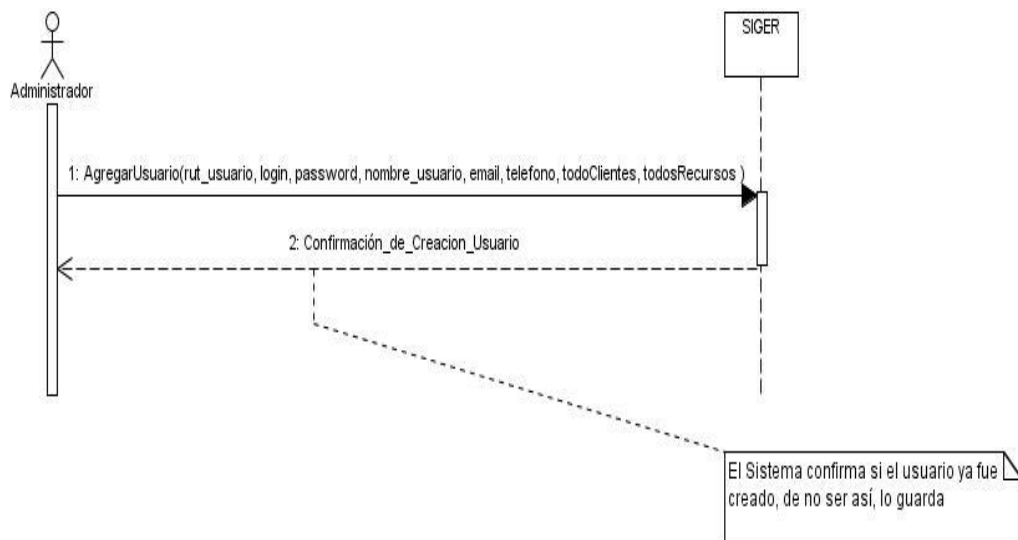 SIGER
Administrador
1: AgregarUsuario(rut_usuario, login, password, nombre_usuario, email, telefono, todoClientes, todosRecursos )
2: Confirmación_de_Creacion_Usuario
El Sistema confirma si el usuario ya fue
creado, de no ser así, lo guarda